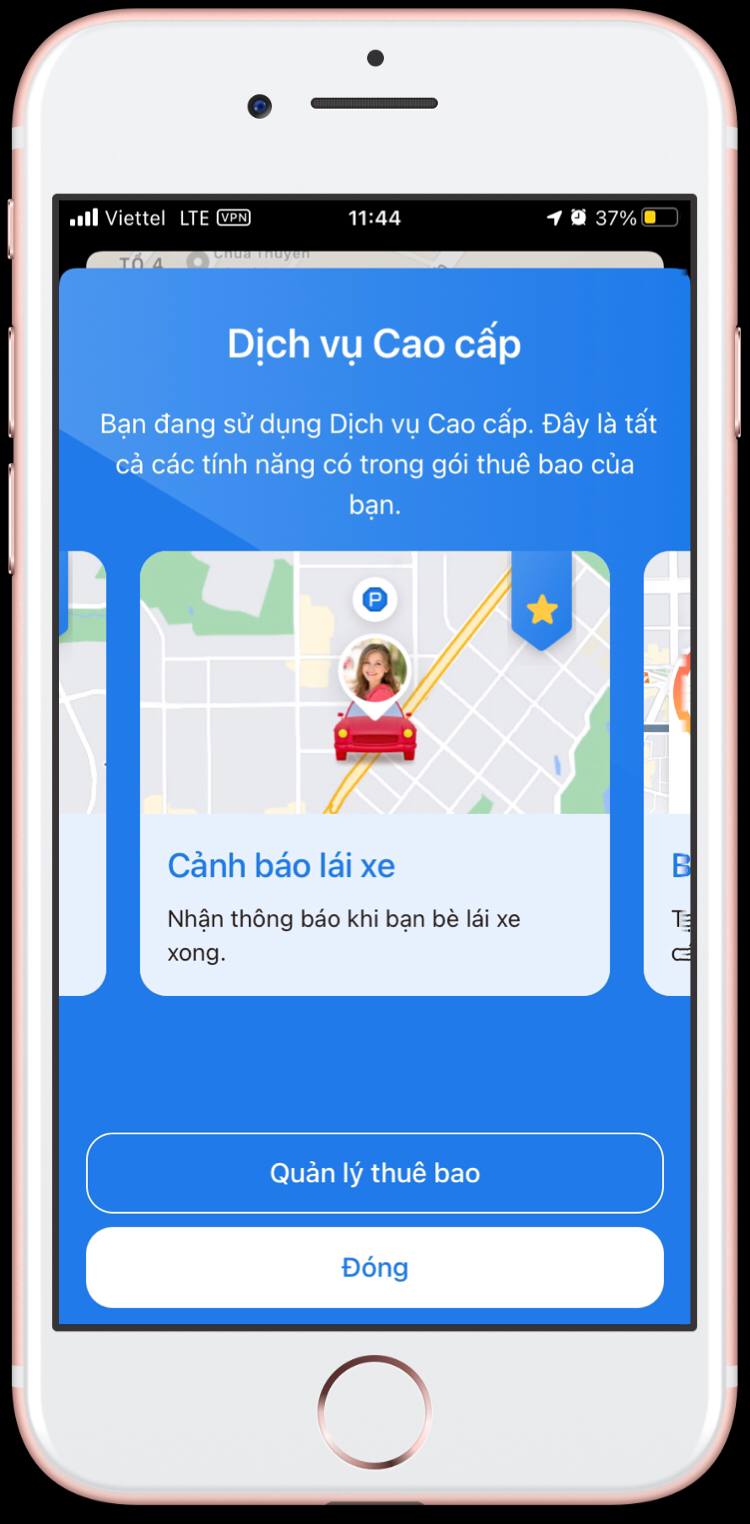 Viettel LTE VPN 11:44 37%
TỔ 4 Chùa Thuyền
Dịch vụ Cao cấp
Bạn đang sử dụng Dịch vụ Cao cấp. Đây là tất
cả các tính năng có trong gói thuê bao của
bạn.
P
Cảnh báo lái xe
Nhận thông báo khi bạn bè lái xe
xong.
Quản lý thuê bao
Đóng